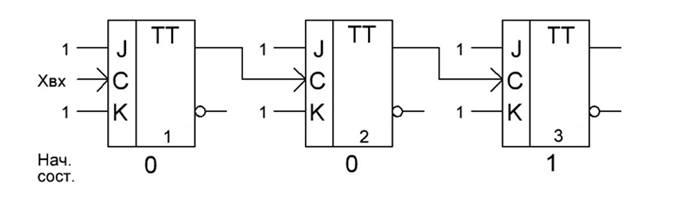 1 J TT 1 J TT 1 J TT
Xвх C C C
1 K 1 1 K 2 1 K 3
Нач. сост. 0 0 1